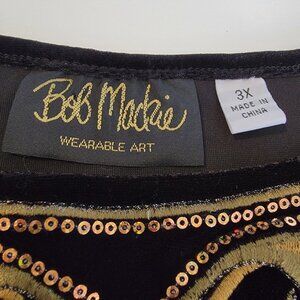 Bob Mackie
WEARABLE ART
3X
MADE IN
CHINA